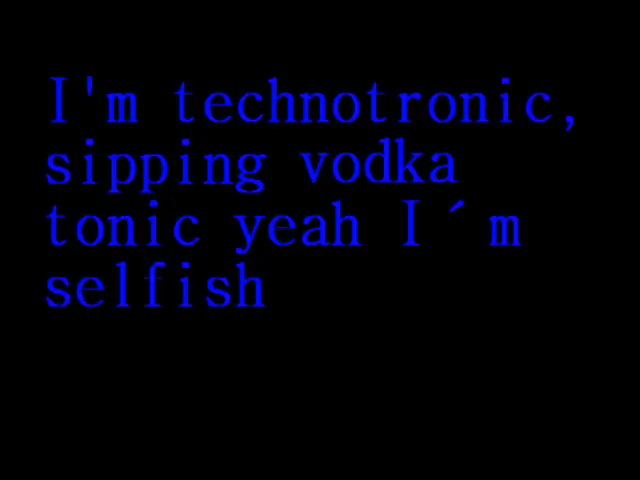 I'm technotronic,
sipping vodka
tonic yeah I´m
selfish